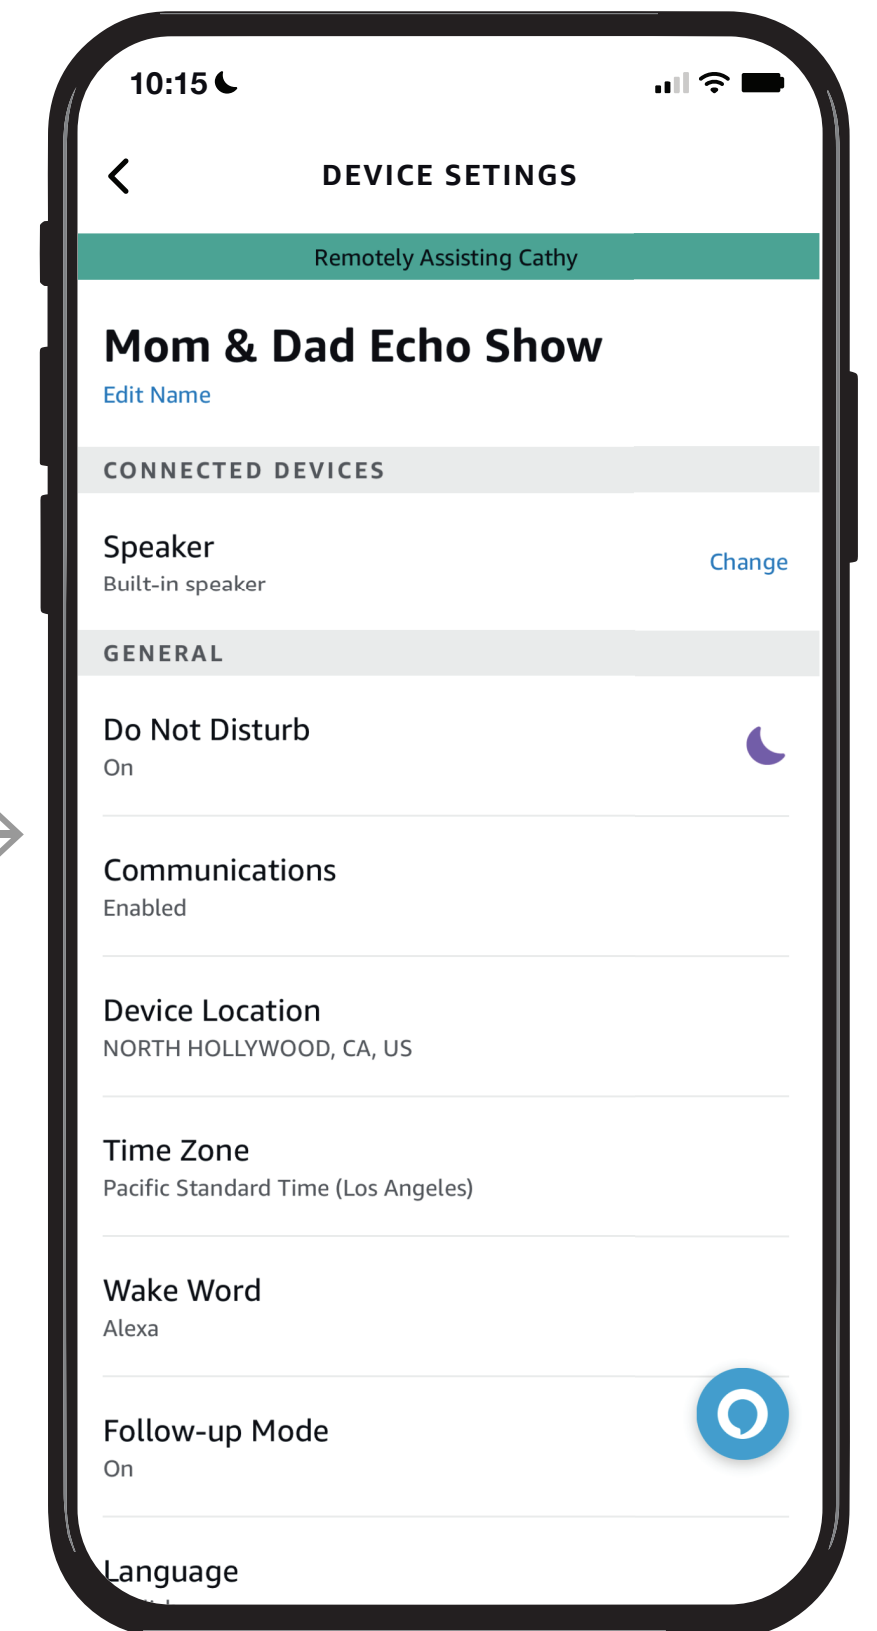 10:15
DEVICE SETINGS
Remotely Assisting Cathy
Mom & Dad Echo Show
Edit Name
CONNECTED DEVICES
Speaker
Built-in speaker
Change
GENERAL
Do Not Disturb
On
Communications
Enabled
Device Location
NORTH HOLLYWOOD, CA, US
Time Zone
Pacific Standard Time (Los Angeles)
Wake Word
Alexa
Follow-up Mode
On
Language